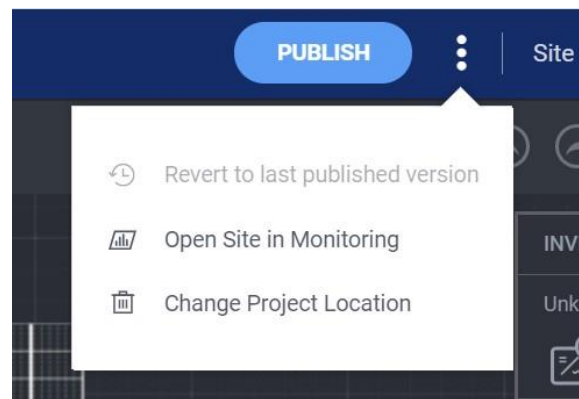 PUBLISH
Site
Revert to last published version
Open Site in Monitoring
INV
Change Project Location
Unk